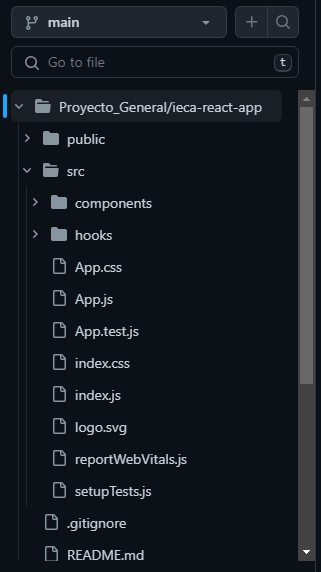 main
Go to file t
Proyecto_General/ieca-react-app
public
src
components
hooks
App.css
App.js
App.test.js
index.css
index.js
logo.svg
reportWebVitals.js
setupTests.js
.gitignore
README.md